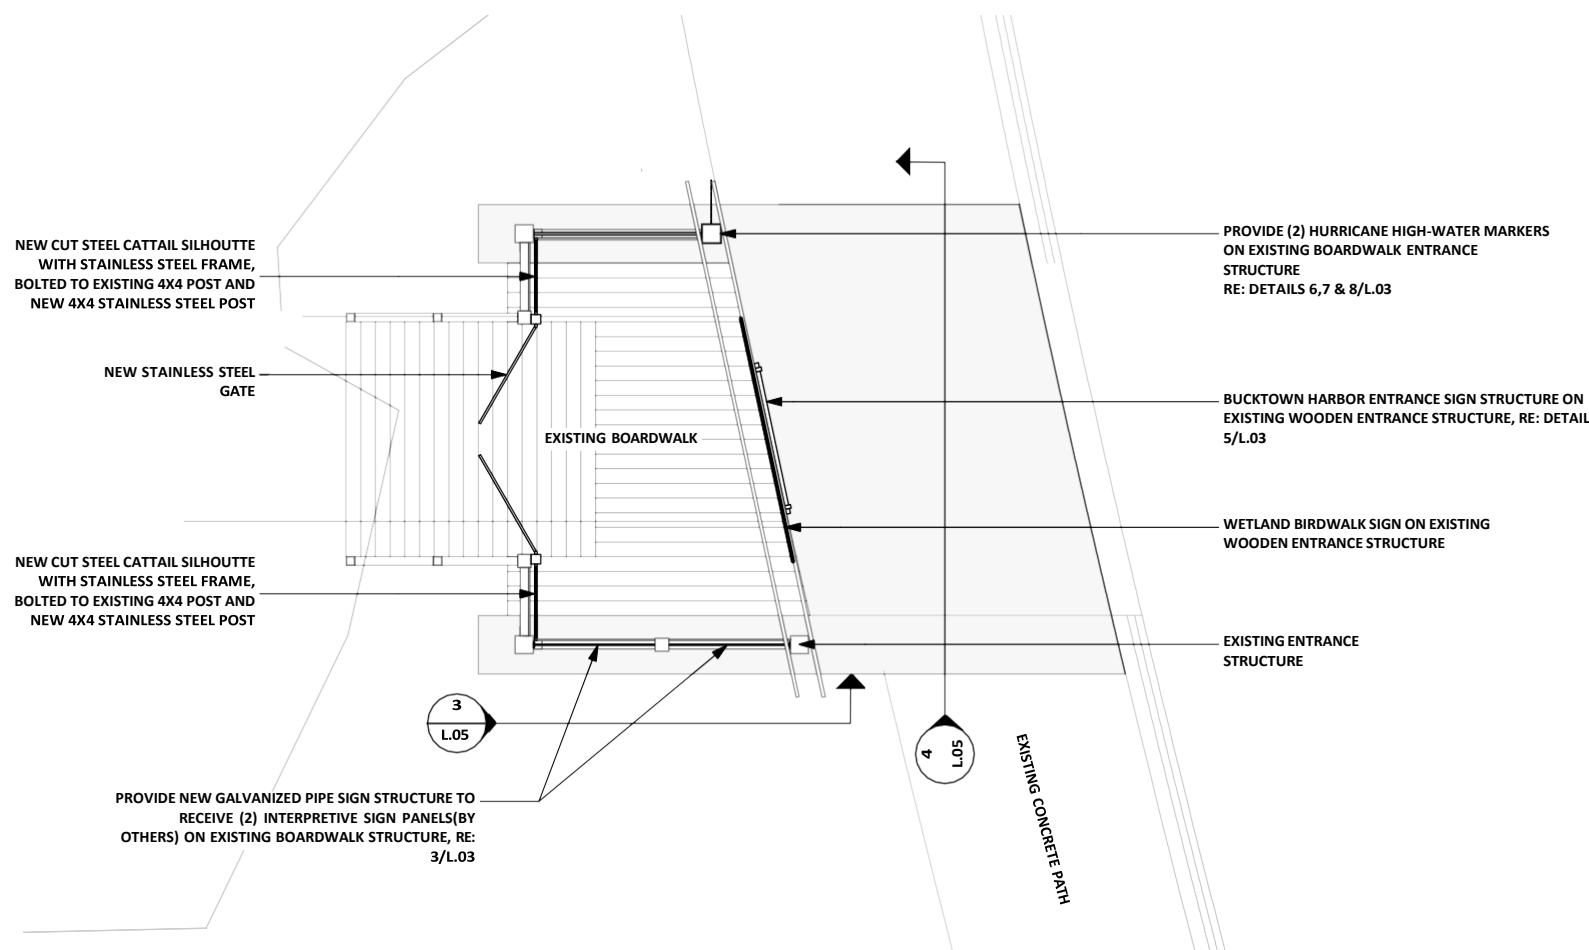 NEW CUT STEEL CATTAIL SILHOUTTE
WITH STAINLESS STEEL FRAME,
BOLTED TO EXISTING 4X4 POST AND
NEW 4X4 STAINLESS STEEL POST
NEW STAINLESS STEEL
GATE
EXISTING BOARDWALK
NEW CUT STEEL CATTAIL SILHOUTTE
WITH STAINLESS STEEL FRAME,
BOLTED TO EXISTING 4X4 POST AND
NEW 4X4 STAINLESS STEEL POST
3
L.05
PROVIDE NEW GALVANIZED PIPE SIGN STRUCTURE TO
RECEIVE (2) INTERPRETIVE SIGN PANELS(BY
OTHERS) ON EXISTING BOARDWALK STRUCTURE, RE:
3/L.03
PROVIDE (2) HURRICANE HIGH-WATER MARKERS
ON EXISTING BOARDWALK ENTRANCE
STRUCTURE
RE: DETAILS 6,7 & 8/L.03
BUCKTOWN HARBOR ENTRANCE SIGN STRUCTURE ON
EXISTING WOODEN ENTRANCE STRUCTURE, RE: DETAIL
5/L.03
WETLAND BIRDWALK SIGN ON EXISTING
WOODEN ENTRANCE STRUCTURE
EXISTING ENTRANCE
STRUCTURE
4
L.05
EXISTING CONCRETE PATH